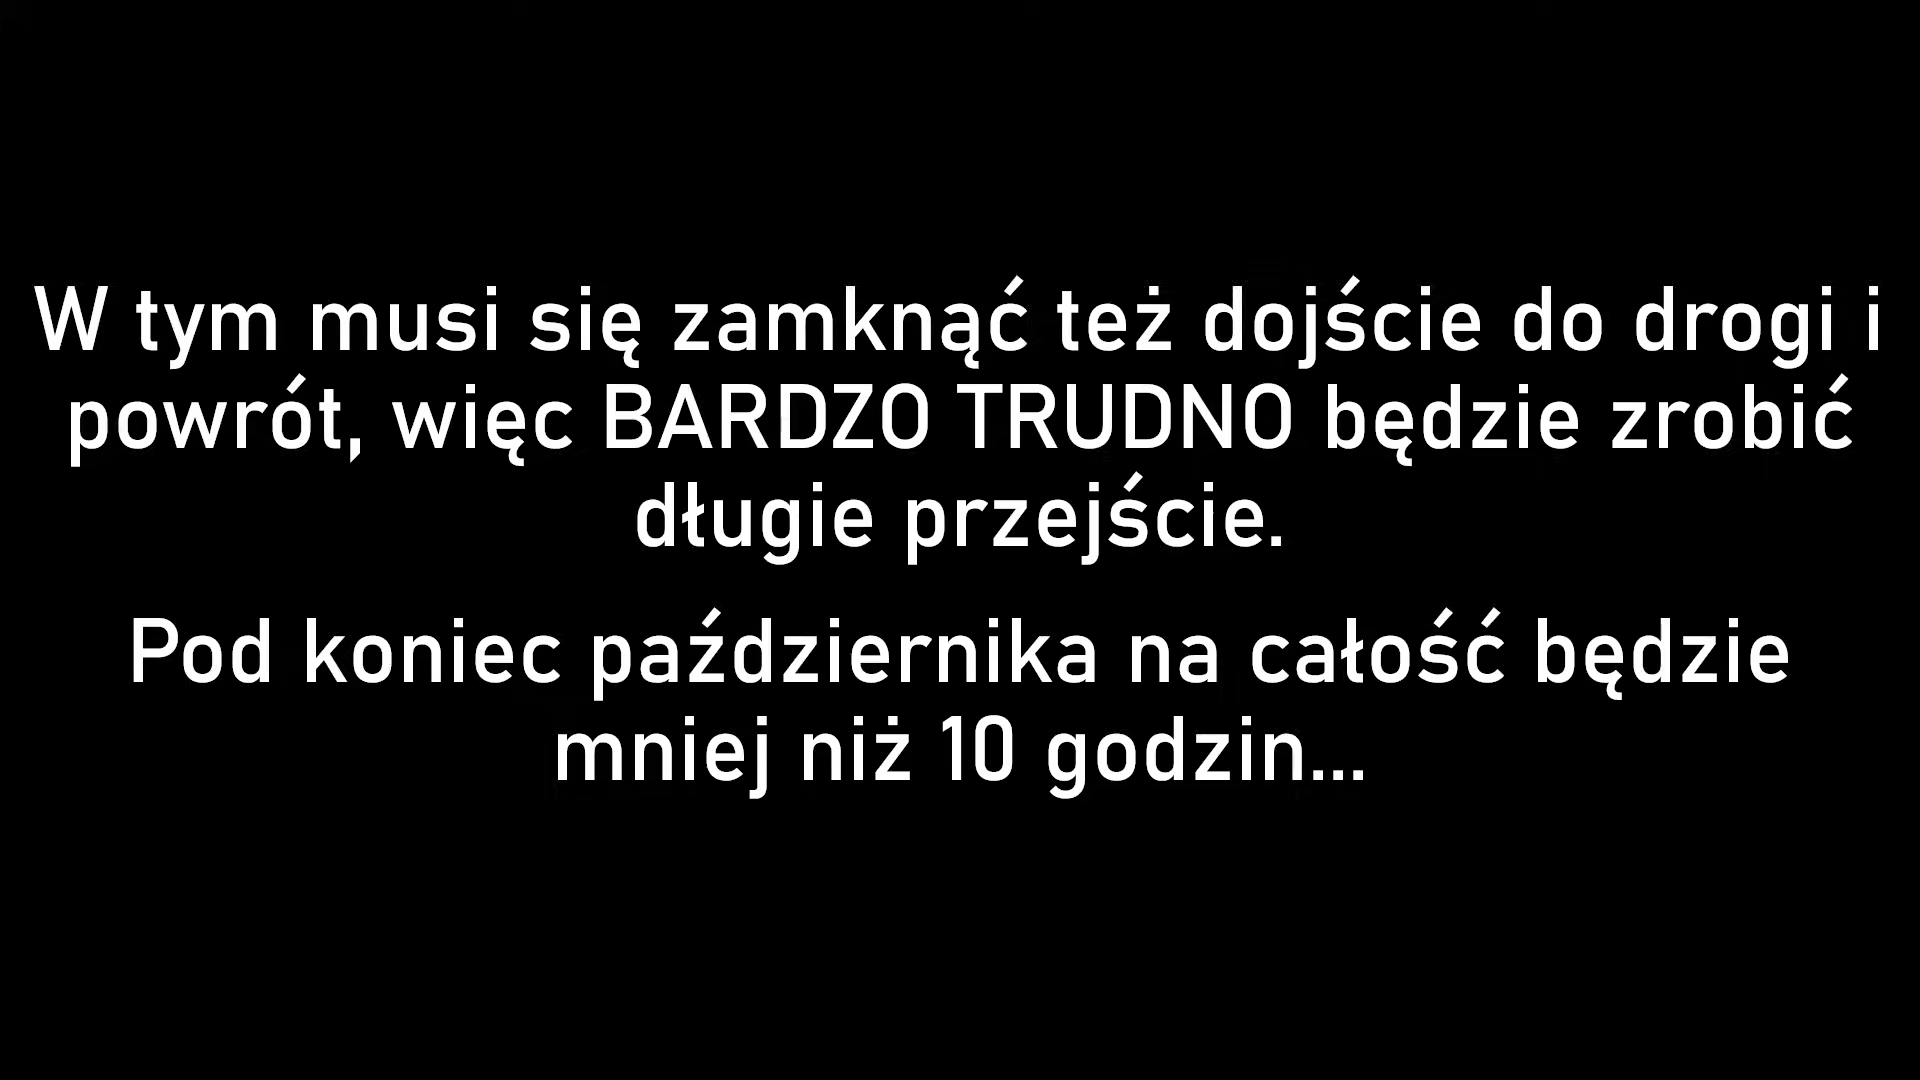 W tym musi się zamknąć też dojście do drogi i
powrót, więc BARDZO TRUDNO będzie zrobić
długie przejście.
Pod koniec października na całość będzie
mniej niż 10 godzin...